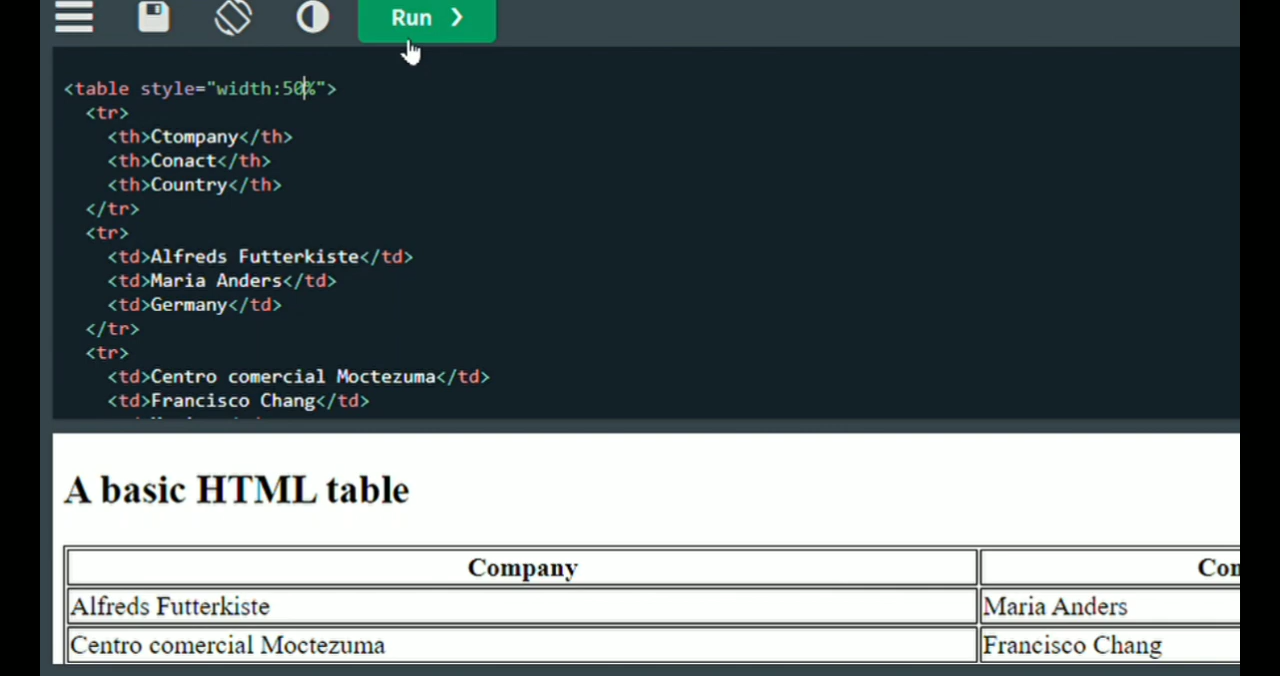 Run ❯
<table style="width:50%">
<tr>
<th>Ctompany</th>
<th>Conact</th>
<th>Country</th>
</tr>
<tr>
<td>Alfreds Futterkiste</td>
<td>Maria Anders</td>
<td>Germany</td>
</tr>
<tr>
<td>Centro comercial Moctezuma</td>
<td>Francisco Chang</td>
A basic HTML table
Company Con
Alfreds Futterkiste Maria Anders
Centro comercial Moctezuma Francisco Chang